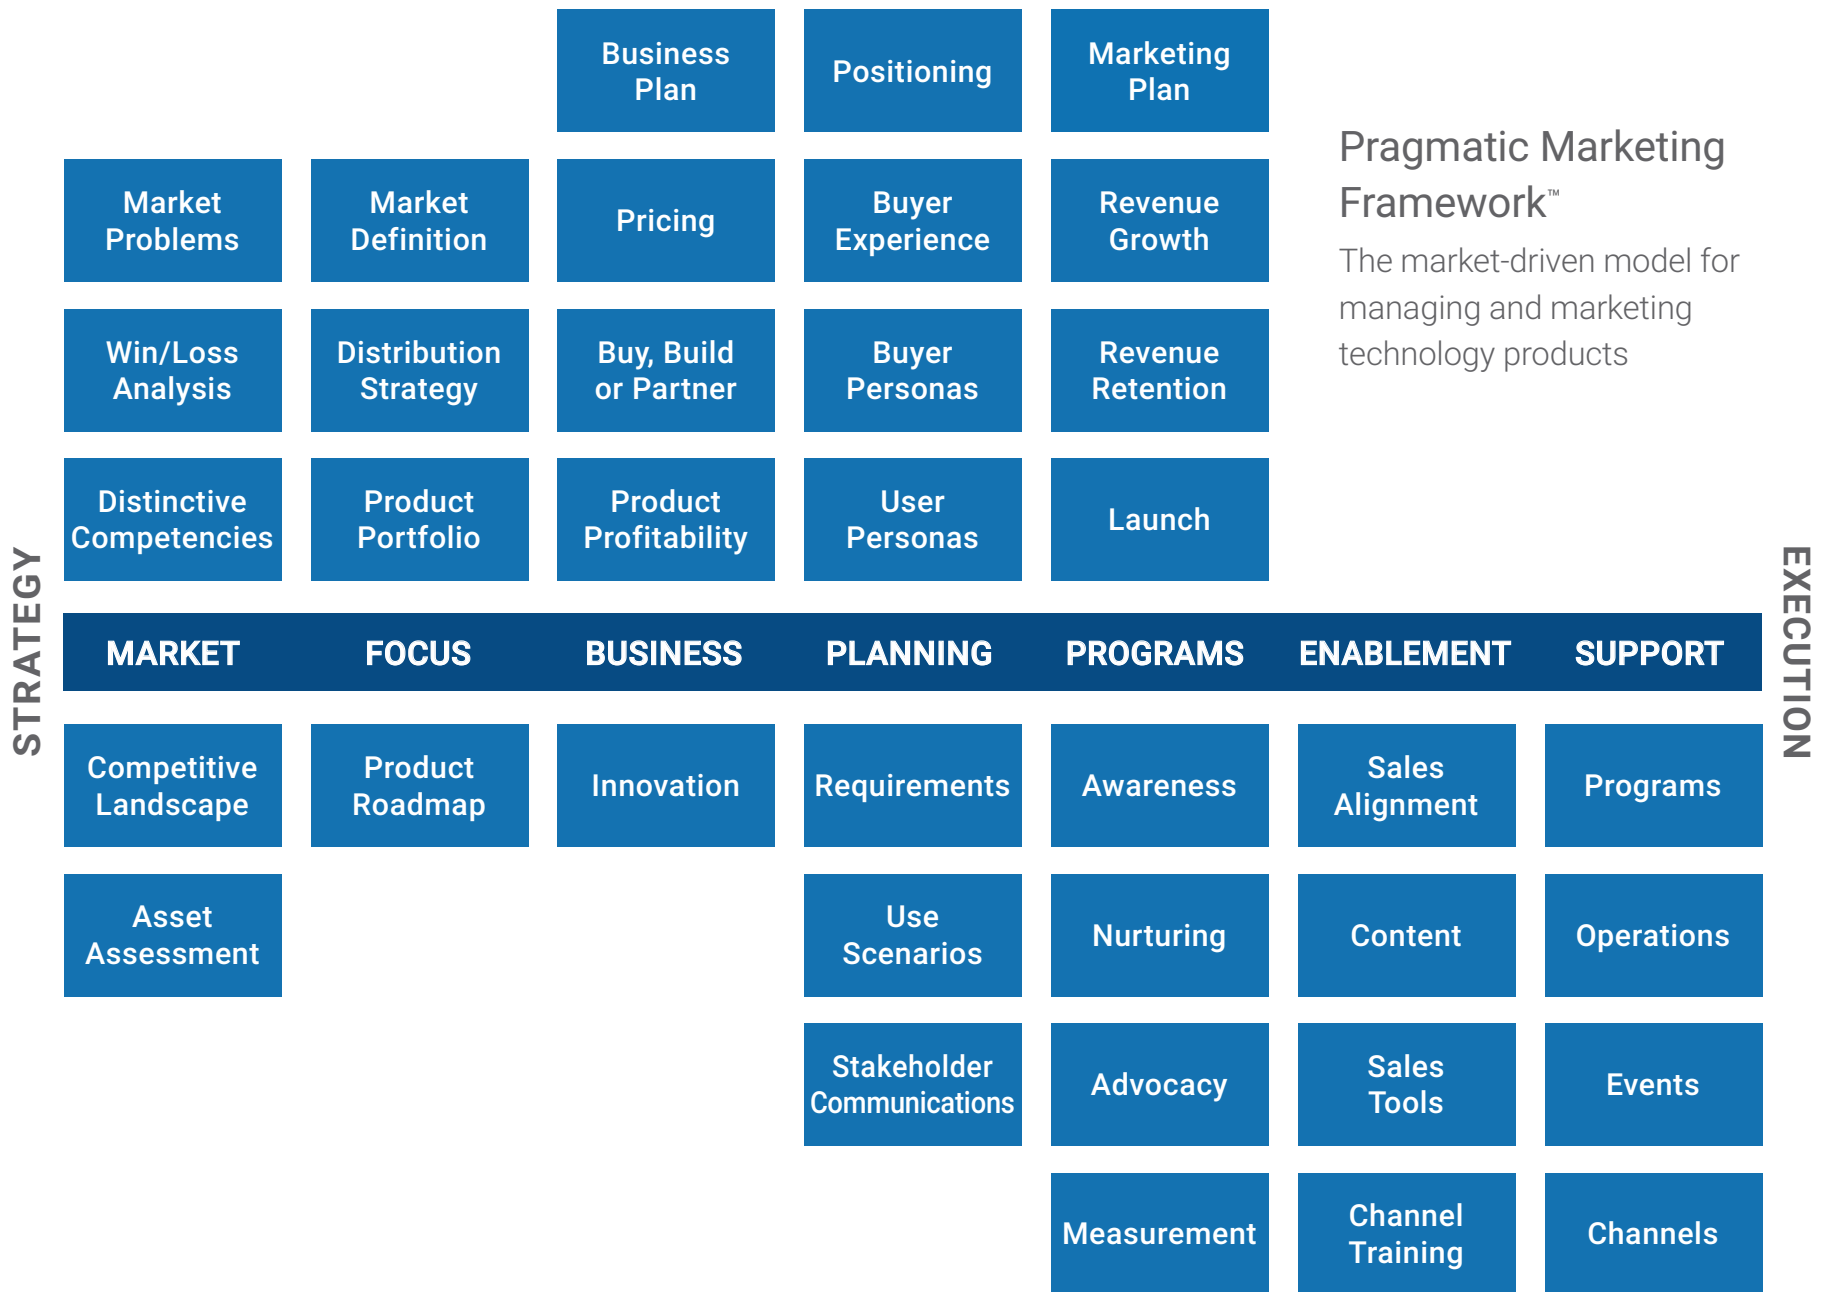 Business
Plan
Positioning
Marketing
Plan
Pragmatic Marketing
Framework™
The market-driven model for
managing and marketing
technology products
Market
Problems
Market
Definition
Pricing
Buyer
Experience
Revenue
Growth
Win/Loss
Analysis
Distribution
Strategy
Buy, Build
or Partner
Buyer
Personas
Revenue
Retention
Distinctive
Competencies
Product
Portfolio
Product
Profitability
User
Personas
Launch
STRATEGY
MARKET
FOCUS
BUSINESS
PLANNING
PROGRAMS
ENABLEMENT
SUPPORT
EXECUTION
Competitive
Landscape
Product
Roadmap
Innovation
Requirements
Awareness
Sales
Alignment
Programs
Asset
Assessment
Use
Scenarios
Nurturing
Content
Operations
Stakeholder
Communications
Advocacy
Sales
Tools
Events
Measurement
Channel
Training
Channels